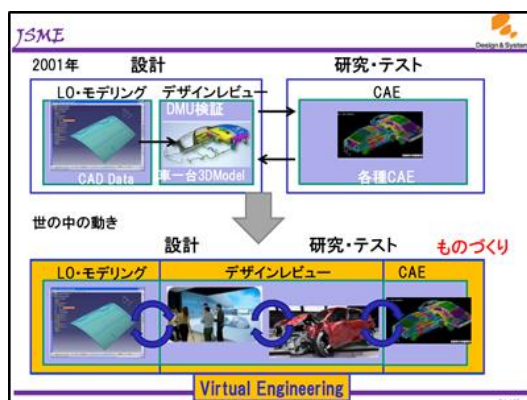 JSME
Design & System
2001年 設計 研究・テスト
LO・モデリング デザインレビュー CAE
DMU検証
CAD Data 車一台3DModel 各種CAE
世の中の動き
設計 研究・テスト ものづくり
LO・モデリング デザインレビュー CAE
Virtual Engineering